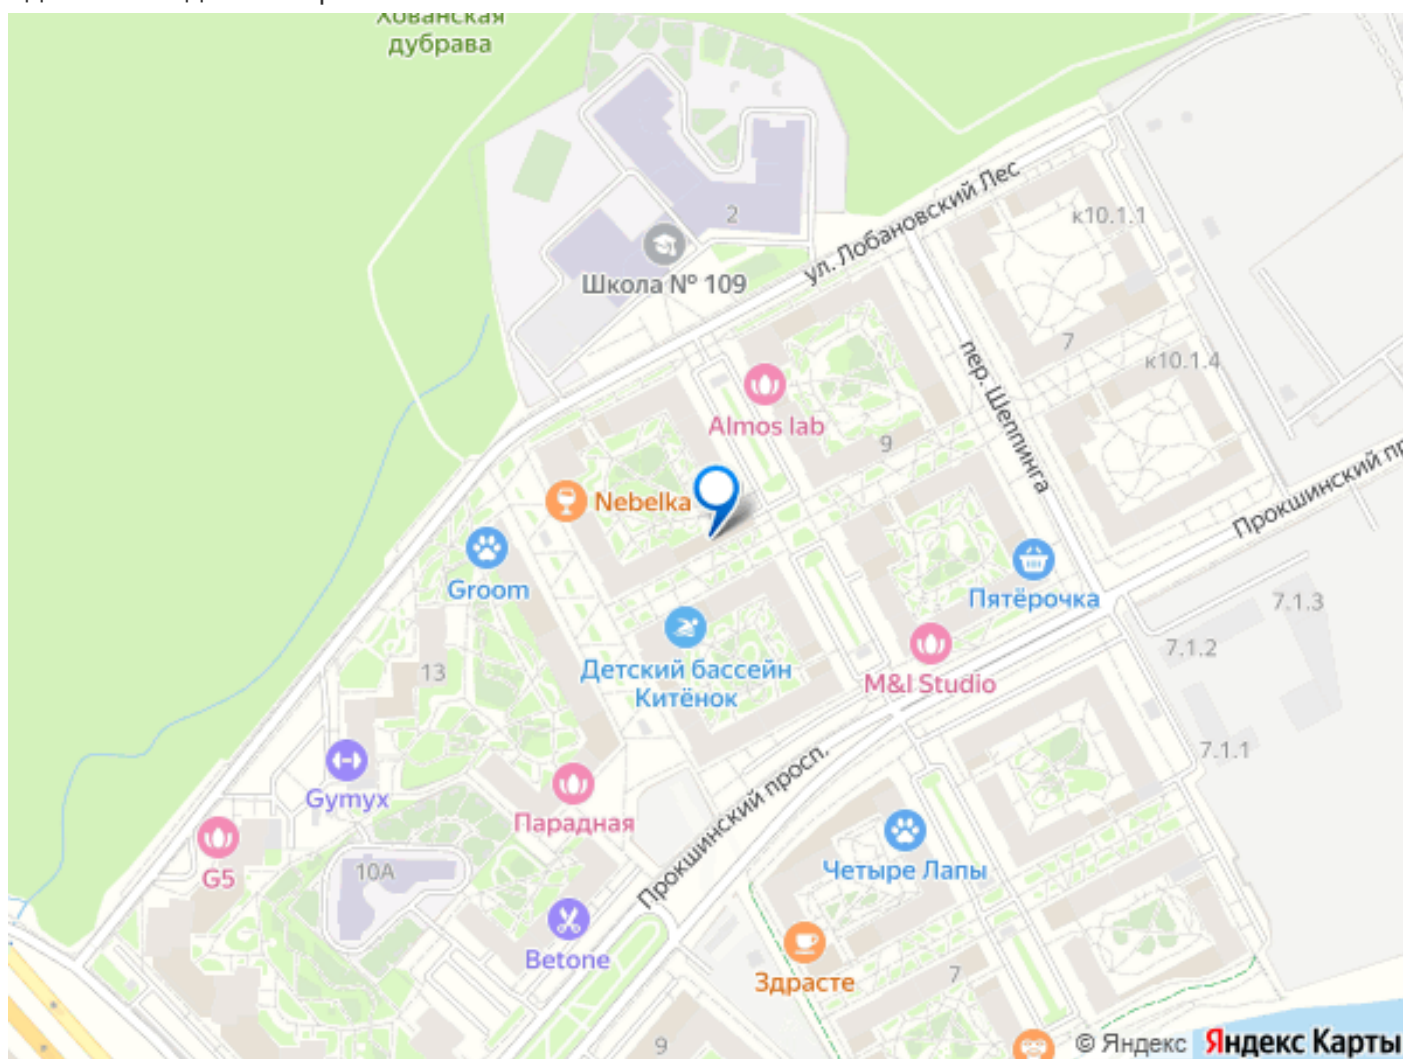 Хованская
дубрава
2
Школа № 109
ул. Лобановский Лес
к10.1.1
7
к10.1.4
пер. Шеппинга
Almos lab
9
Nebelka
Groom
Пятёрочка
Прокшинский пр
7.1.3
7.1.2
7.1.1
Детский бассейн
Китёнок
M&I Studio
13
Gymyx
Парадная
Прокшинский просп.
G5
10А
Четыре Лапы
Betone
Здрасте
7
9
© Яндекс Яндекс Карты